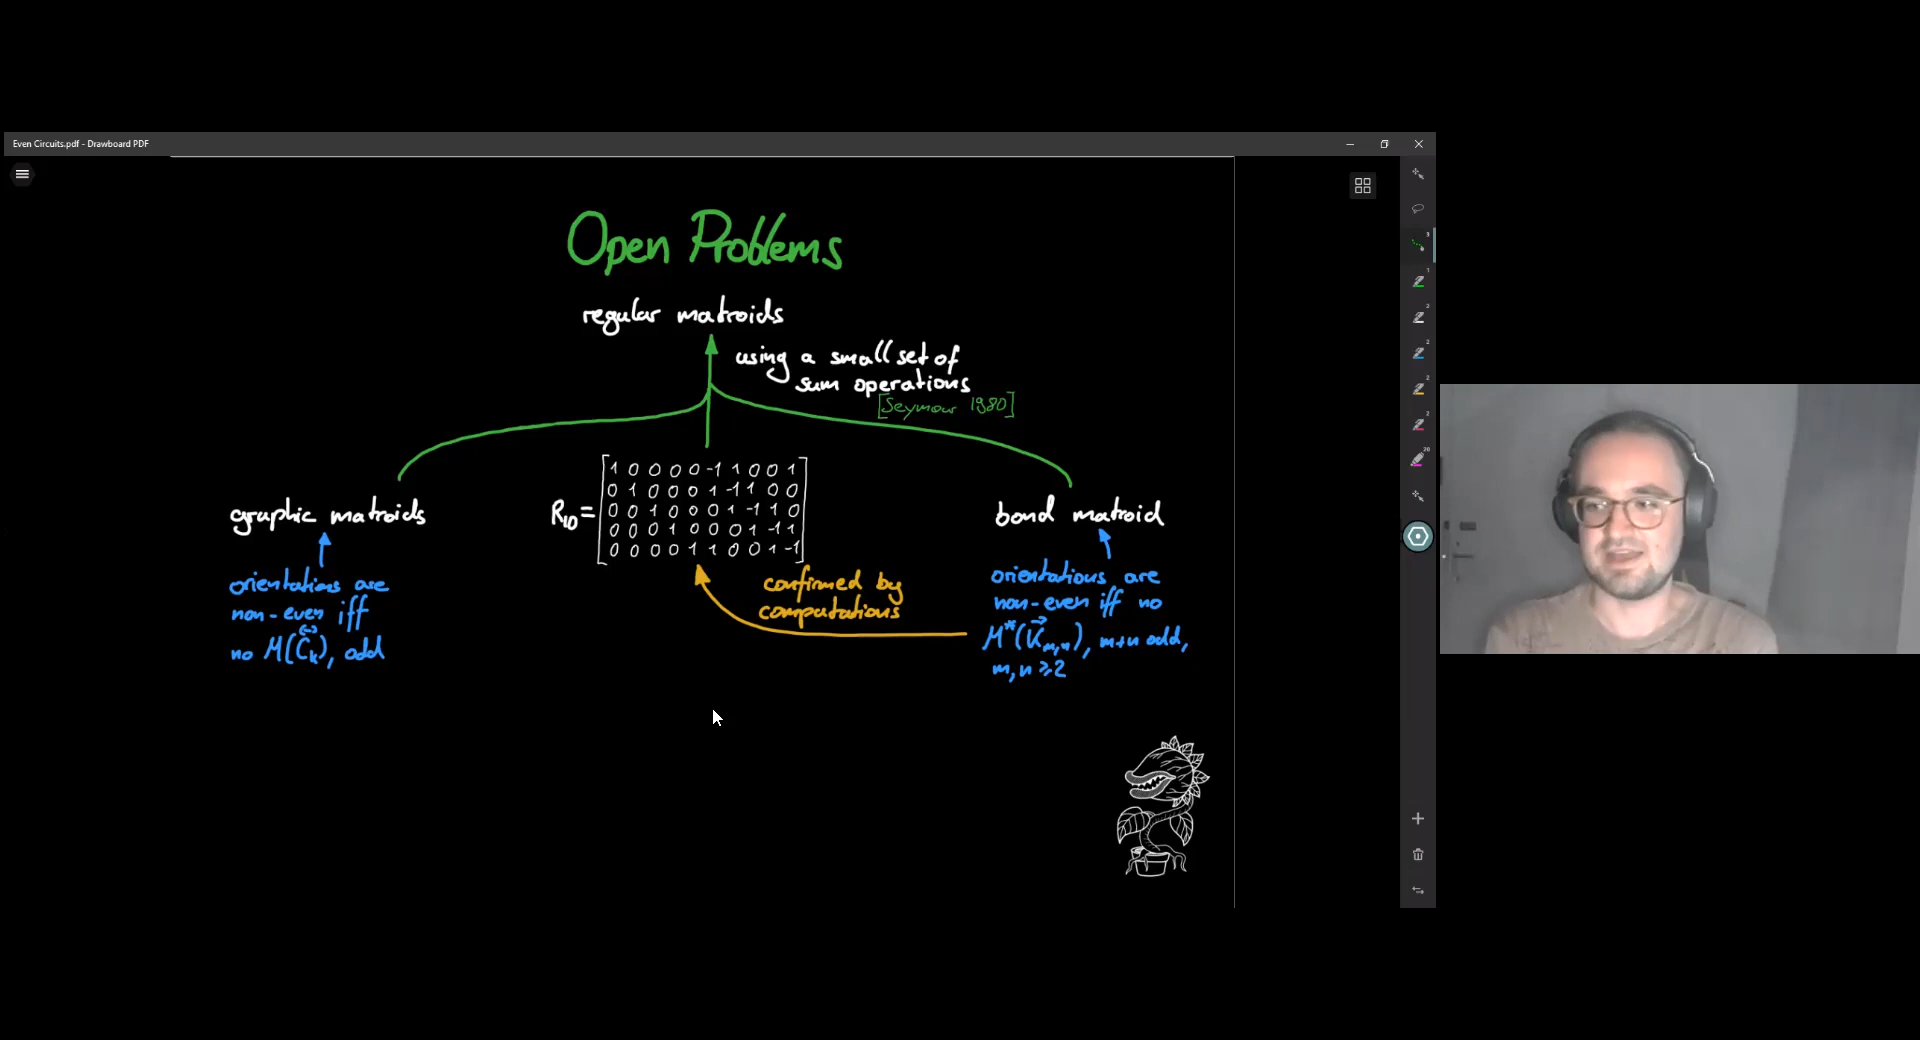 Even Circuits.pdf - Drawboard PDF
Open Problems
regular matroids
using a small set of
sum operations
[Seymour 1980]
graphic matroids
orientations are
non-even iff
no M(C⃡ₖ), odd
R₁₀ =
1 0 0 0 0 -1 1 0 0 1
0 1 0 0 0 1 -1 1 0 0
0 0 1 0 0 0 1 -1 1 0
0 0 0 1 0 0 0 1 -1 1
0 0 0 0 1 1 0 0 1 -1
confirmed by
computations
bond matroid
orientations are
non-even iff no
M*(K⃗ₘ,ₙ), m+n odd,
m, n ≥ 2